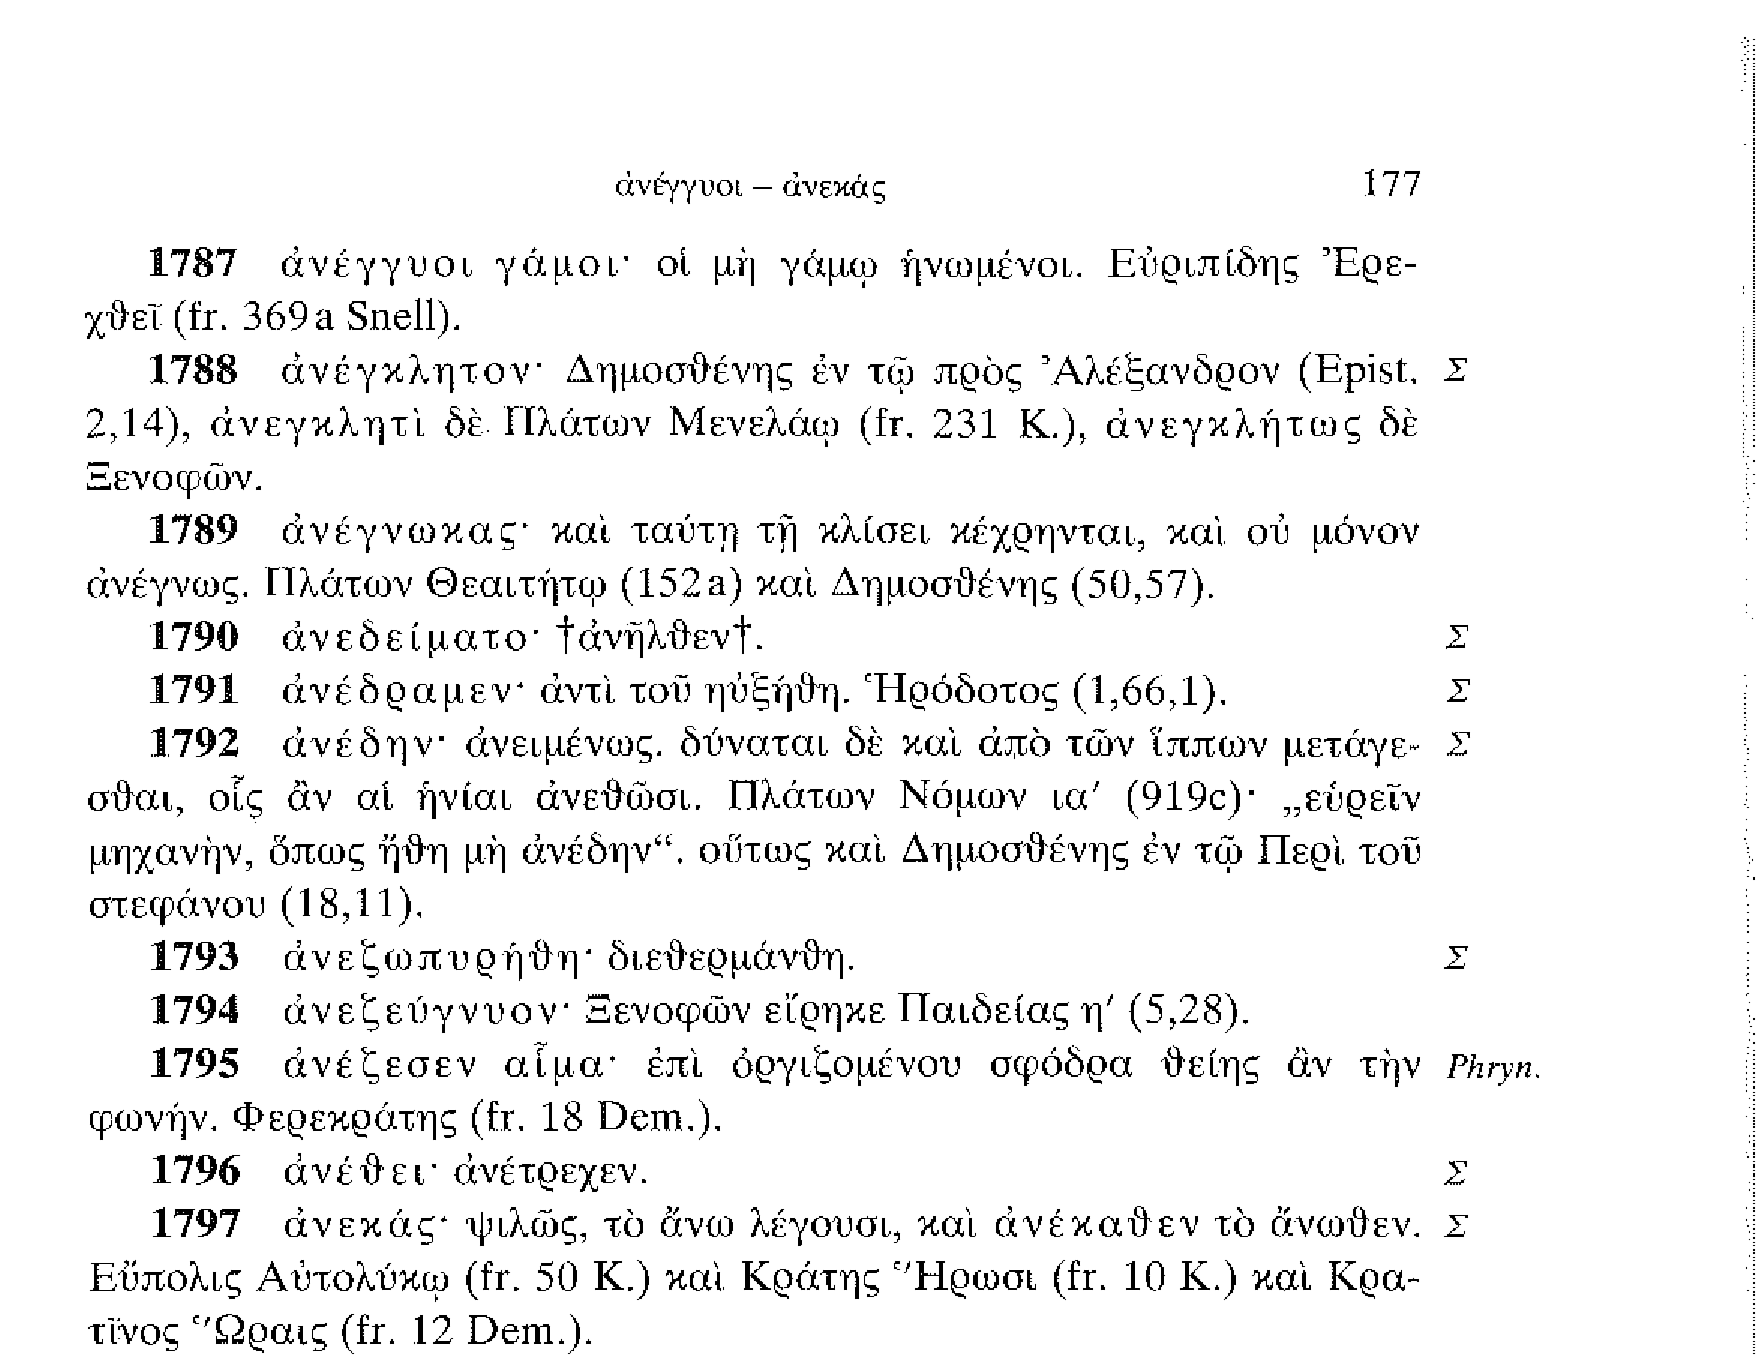 ἀνέγγυοι – ἀνεκάς 177
1787 ἀνέγγυοι γάμοι· οἱ μὴ γάμῳ ἡνωμένοι. Εὐριπίδης Ἐρε-
χθεῖ (fr. 369a Snell).
1788 ἀνέγκλητον· Δημοσθένης ἐν τῷ πρὸς Ἀλέξανδρον (Epist. Σ
2,14), ἀνεγκλητὶ δὲ Πλάτων Μενελάῳ (fr. 231 K.), ἀνεγκλήτως δὲ
Ξενοφῶν.
1789 ἀνέγνωκας· καὶ ταύτῃ τῇ κλίσει κέχρηνται, καὶ οὐ μόνον
ἀνέγνως. Πλάτων Θεαιτήτῳ (152a) καὶ Δημοσθένης (50,57).
1790 ἀνεδείματο· †ἀνῆλθεν†. Σ
1791 ἀνέδραμεν· ἀντὶ τοῦ ηὐξήθη. Ἡρόδοτος (1,66,1). Σ
1792 ἀνέδην· ἀνειμένως. δύναται δὲ καὶ ἀπὸ τῶν ἵππων μετάγε- Σ
σθαι, οἷς ἂν αἱ ἡνίαι ἀνεθῶσι. Πλάτων Νόμων ια′ (919c)· „εὑρεῖν
μηχανὴν, ὅπως ἤθη μὴ ἀνέδην“. οὕτως καὶ Δημοσθένης ἐν τῷ Περὶ τοῦ
στεφάνου (18,11).
1793 ἀνεζωπυρήθη· διεθερμάνθη. Σ
1794 ἀνεζεύγνυον· Ξενοφῶν εἴρηκε Παιδείας η′ (5,28).
1795 ἀνέζεσεν αἷμα· ἐπὶ ὀργιζομένου σφόδρα θείης ἂν τὴν Phryn.
φωνήν. Φερεκράτης (fr. 18 Dem.).
1796 ἀνέθει· ἀνέτρεχεν. Σ
1797 ἀνεκάς· ψιλῶς, τὸ ἄνω λέγουσι, καὶ ἀνέκαθεν τὸ ἄνωθεν. Σ
Εὔπολις Αὐτολύκῳ (fr. 50 K.) καὶ Κράτης Ἥρωσι (fr. 10 K.) καὶ Κρα-
τῖνος Ὥραις (fr. 12 Dem.).